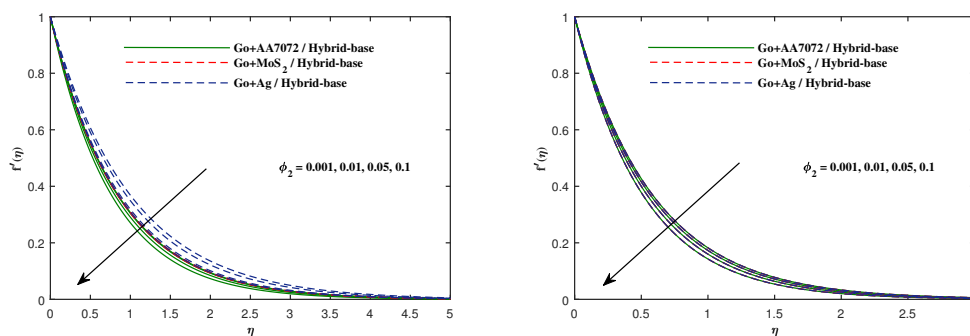 1
0.8
0.6
0.4
0.2
0
f'(η)
Go+AA7072 / Hybrid-base
Go+MoS2 / Hybrid-base
Go+Ag / Hybrid-base
ϕ2 = 0.001, 0.01, 0.05, 0.1
0 0.5 1 1.5 2 2.5 3 3.5 4 4.5 5
η
1
0.8
0.6
0.4
0.2
0
f'(η)
Go+AA7072 / Hybrid-base
Go+MoS2 / Hybrid-base
Go+Ag / Hybrid-base
ϕ2 = 0.001, 0.01, 0.05, 0.1
0 0.5 1 1.5 2 2.5
η